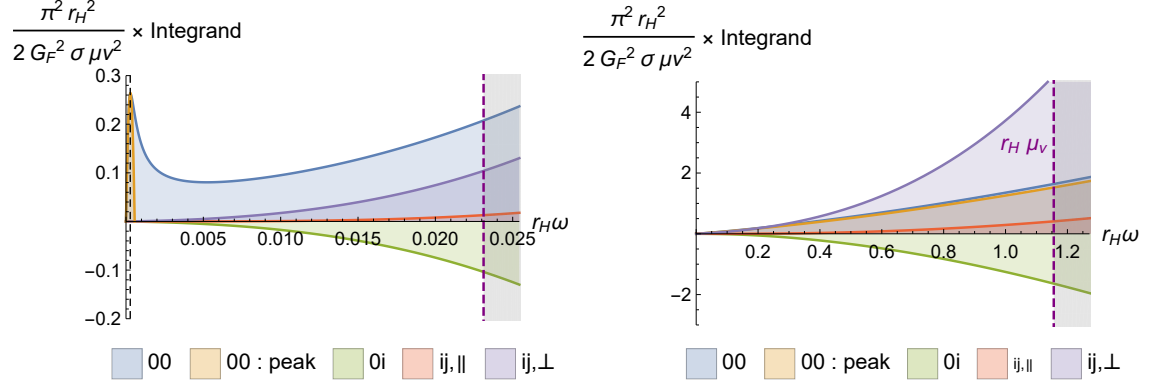 π² r_H² / 2 G_F² σ μν² × Integrand
0.3
0.2
0.1
-0.1
-0.2
0.005 0.010 0.015 0.020 0.025
r_H ω
00 00 : peak 0i ij,∥ ij,⊥
π² r_H² / 2 G_F² σ μν² × Integrand
4
2
-2
0.2 0.4 0.6 0.8 1.0 1.2
r_H μ_ν
r_H ω
00 00 : peak 0i ij,∥ ij,⊥